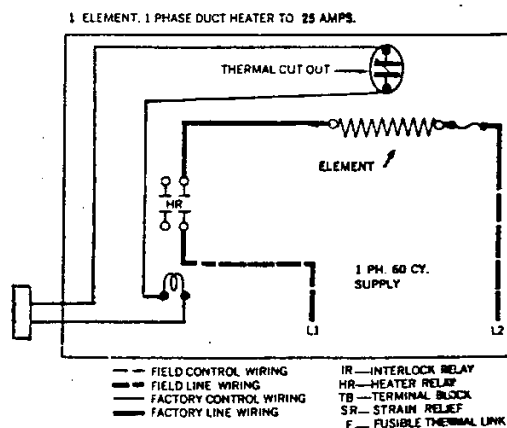 1 ELEMENT, 1 PHASE DUCT HEATER TO 25 AMPS.
THERMAL CUT OUT
ELEMENT
HR
1 PH. 60 CY.
SUPPLY
L1
L2
FIELD CONTROL WIRING
FIELD LINE WIRING
FACTORY CONTROL WIRING
FACTORY LINE WIRING
IR—INTERLOCK RELAY
HR—HEATER RELAY
TB—TERMINAL BLOCK
SR—STRAIN RELIEF
F—FUSIBLE THERMAL LINK